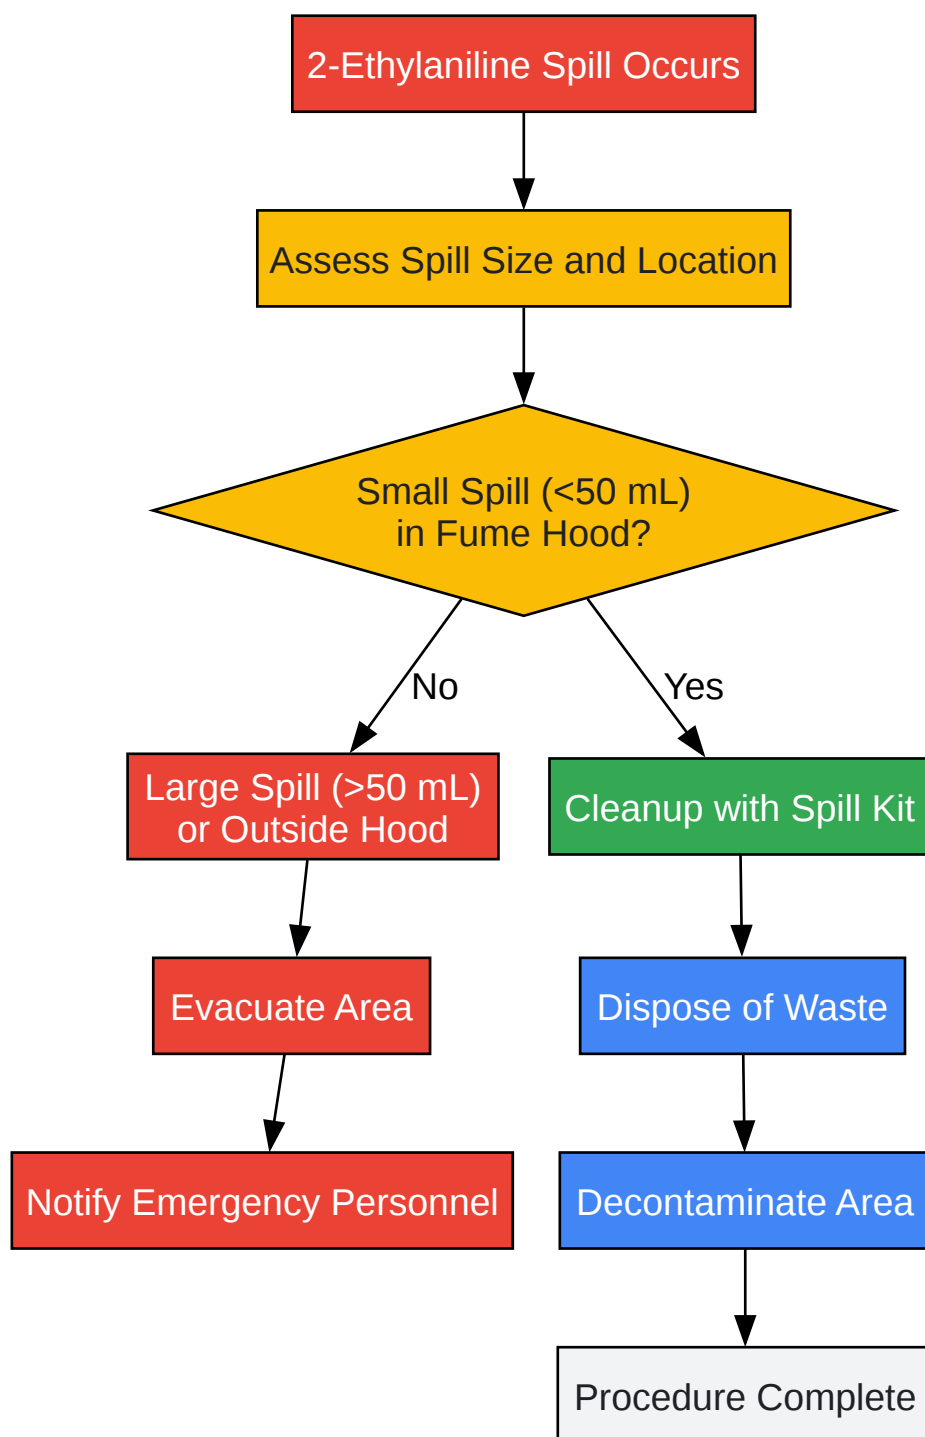 2-Ethylaniline Spill Occurs
Assess Spill Size and Location
Small Spill (<50 mL)
in Fume Hood?
No
Yes
Large Spill (>50 mL)
or Outside Hood
Cleanup with Spill Kit
Evacuate Area
Dispose of Waste
Notify Emergency Personnel
Decontaminate Area
Procedure Complete